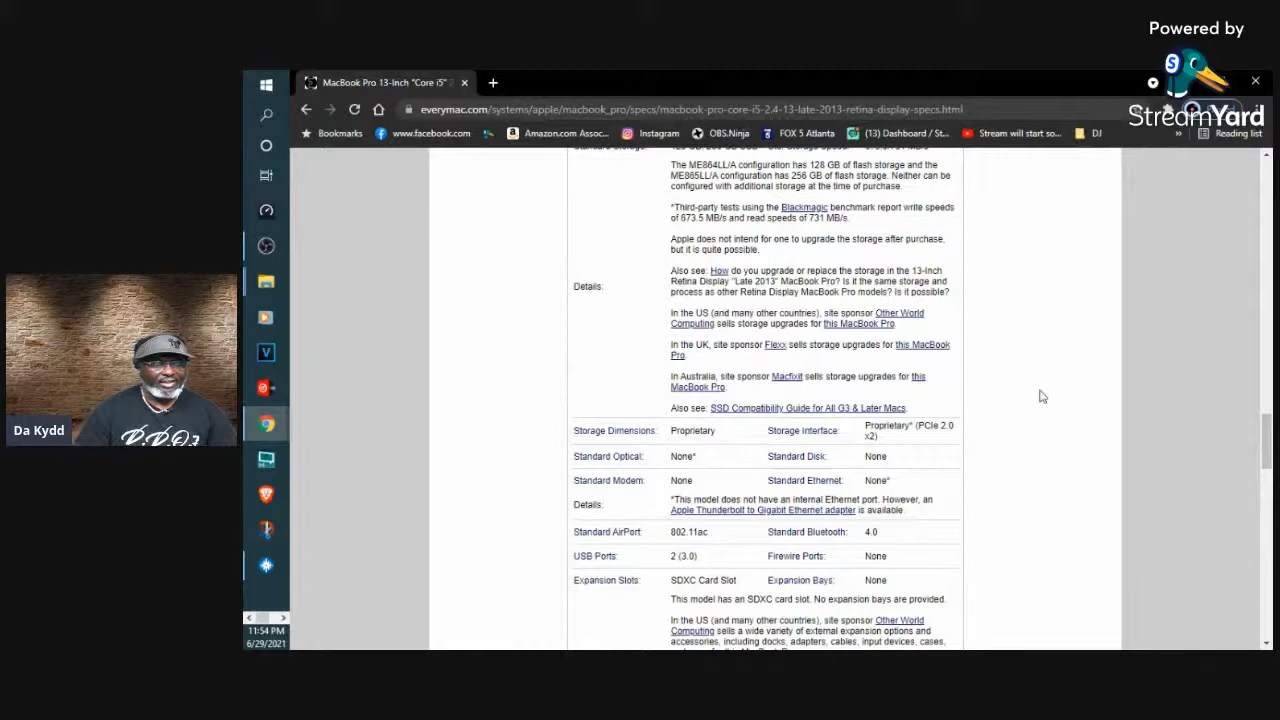 Powered by
S
StreamYard
MacBook Pro 13-Inch "Core i5"
everymac.com/systems/apple/macbook_pro/specs/macbook-pro-core-i5-2.4-13-late-2013-retina-display-specs.html
Bookmarks www.facebook.com Amazon.com Assoc... Instagram OBS.Ninja FOX 5 Atlanta (13) Dashboard / St... Stream will start so... DJ » Reading list
The ME864LL/A configuration has 128 GB of flash storage and the
ME865LL/A configuration has 256 GB of flash storage. Neither can be
configured with additional storage at the time of purchase.
*Third-party tests using the Blackmagic benchmark report write speeds
of 673.5 MB/s and read speeds of 731 MB/s.
Apple does not intend for one to upgrade the storage after purchase,
but it is quite possible.
Also see: How do you upgrade or replace the storage in the 13-Inch
Details: Retina Display "Late 2013" MacBook Pro? Is it the same storage and
process as other Retina Display MacBook Pro models? Is it possible?
In the US (and many other countries), site sponsor Other World
Computing sells storage upgrades for this MacBook Pro.
In the UK, site sponsor Flexx sells storage upgrades for this MacBook
Pro.
In Australia, site sponsor Macfixit sells storage upgrades for this
MacBook Pro.
Also see: SSD Compatibility Guide for All G3 & Later Macs.
Storage Dimensions: Proprietary Storage Interface: Proprietary* (PCIe 2.0
x2)
Standard Optical: None* Standard Disk: None
Standard Modem: None Standard Ethernet: None*
Details: *This model does not have an internal Ethernet port. However, an
Apple Thunderbolt to Gigabit Ethernet adapter is available.
Standard AirPort: 802.11ac Standard Bluetooth: 4.0
USB Ports: 2 (3.0) Firewire Ports: None
Expansion Slots: SDXC Card Slot Expansion Bays: None
This model has an SDXC card slot. No expansion bays are provided.
In the US (and many other countries), site sponsor Other World
Computing sells a wide variety of external expansion options and
accessories, including docks, adapters, cables, input devices, cases,
V
Da Kydd
11:54 PM
6/29/2021